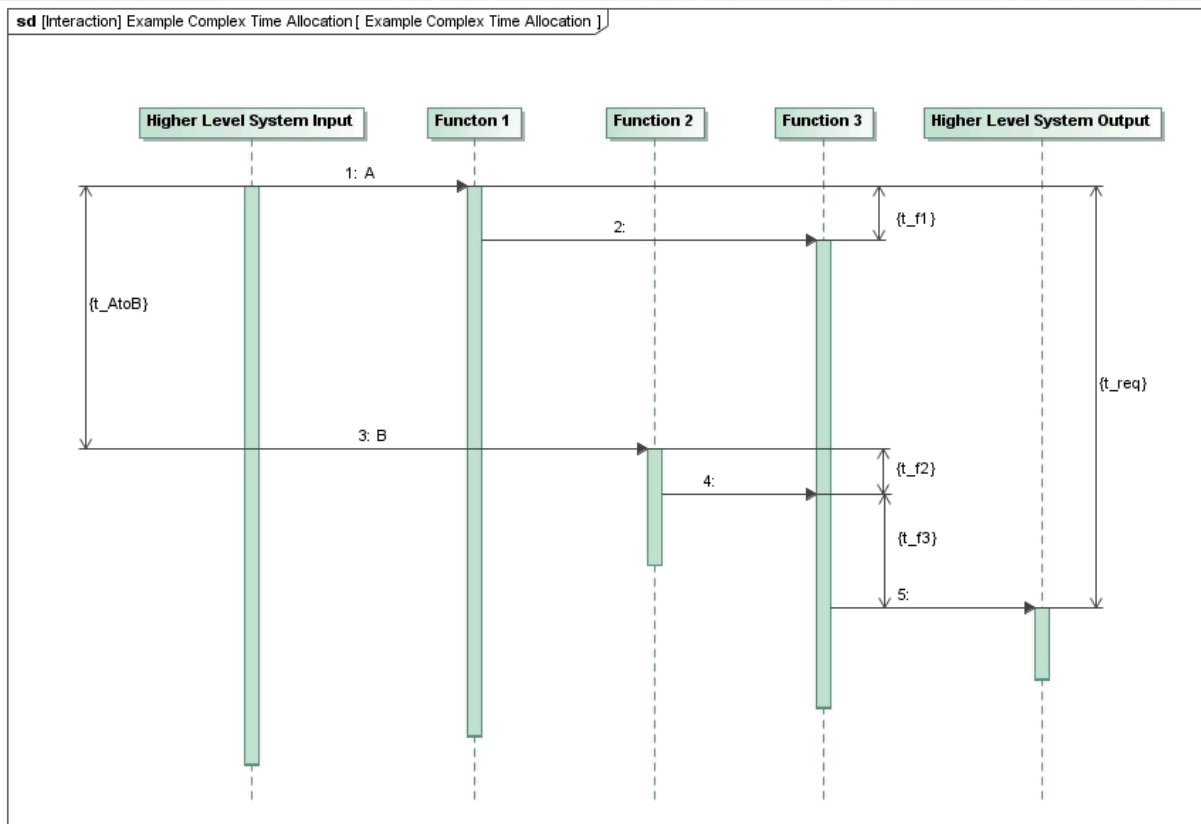 sd [Interaction] Example Complex Time Allocation [ Example Complex Time Allocation ]
Higher Level System Input
Functon 1
Function 2
Function 3
Higher Level System Output
1: A
{t_f1}
2:
{t_AtoB}
{t_req}
3: B
{t_f2}
4:
{t_f3}
5: